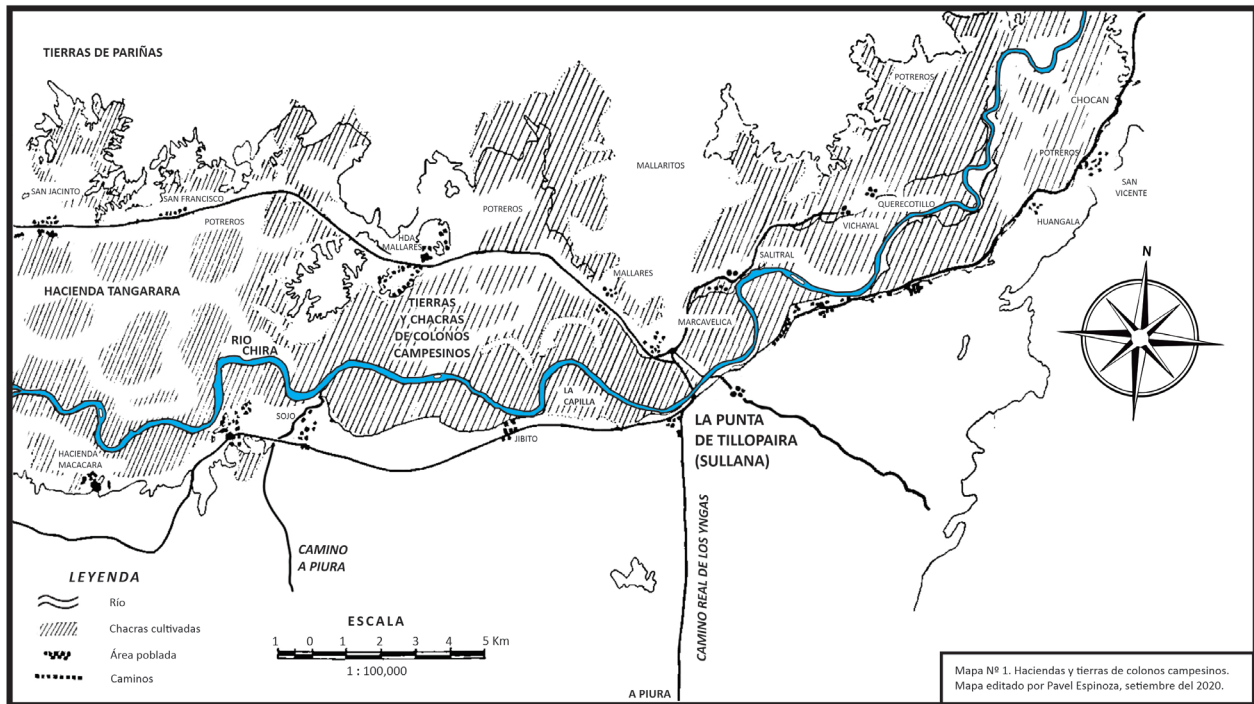 TIERRAS DE PARIÑAS
POTREROS
CHOCAN
MALLARITOS
POTREROS
SAN
VICENTE
SAN JACINTO
SAN FRANCISCO
POTREROS
POTREROS
QUERECOTILLO
HUANGALA
VICHAYAL
HDA
MALLARES
SALITRAL
MALLARES
N
HACIENDA TANGARARA
TIERRAS
Y CHACRAS
DE COLONOS
CAMPESINOS
MARCAVELICA
RIO
CHIRA
LA
CAPILLA
SOJO
JIBITO
LA PUNTA
DE TILLOPAIRA
(SULLANA)
HACIENDA
MACACARA
CAMINO
A PIURA
CAMINO REAL DE LOS YNGAS
A PIURA
LEYENDA
Río
Chacras cultivadas
Área poblada
Caminos
ESCALA
1 0 1 2 3 4 5 Km
1 : 100,000
Mapa Nº 1. Haciendas y tierras de colonos campesinos.
Mapa editado por Pavel Espinoza, setiembre del 2020.